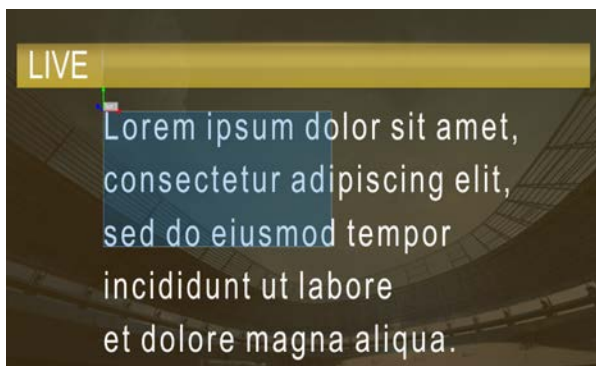 LIVE
Lorem ipsum dolor sit amet,
consectetur adipiscing elit,
sed do eiusmod tempor
incididunt ut labore
et dolore magna aliqua.